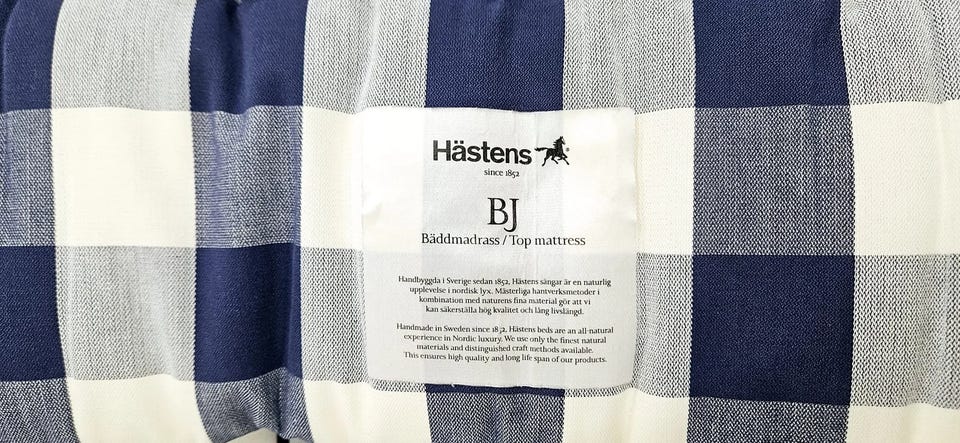 Hästens
since 1852
BJ
Bäddmadrass / Top mattress
Handbyggda i Sverige sedan 1852, Hästens sängar är en naturlig
upplevelse i nordisk lyx. Mästerliga hantverksmetoder i
kombination med naturens fina material gör att vi
kan säkerställa hög kvalitet och lång livslängd.
Handmade in Sweden since 1852, Hästens beds are an all-natural
experience in Nordic luxury. We use only the finest natural
materials and distinguished craft methods available.
This ensures high quality and long life span of our products.